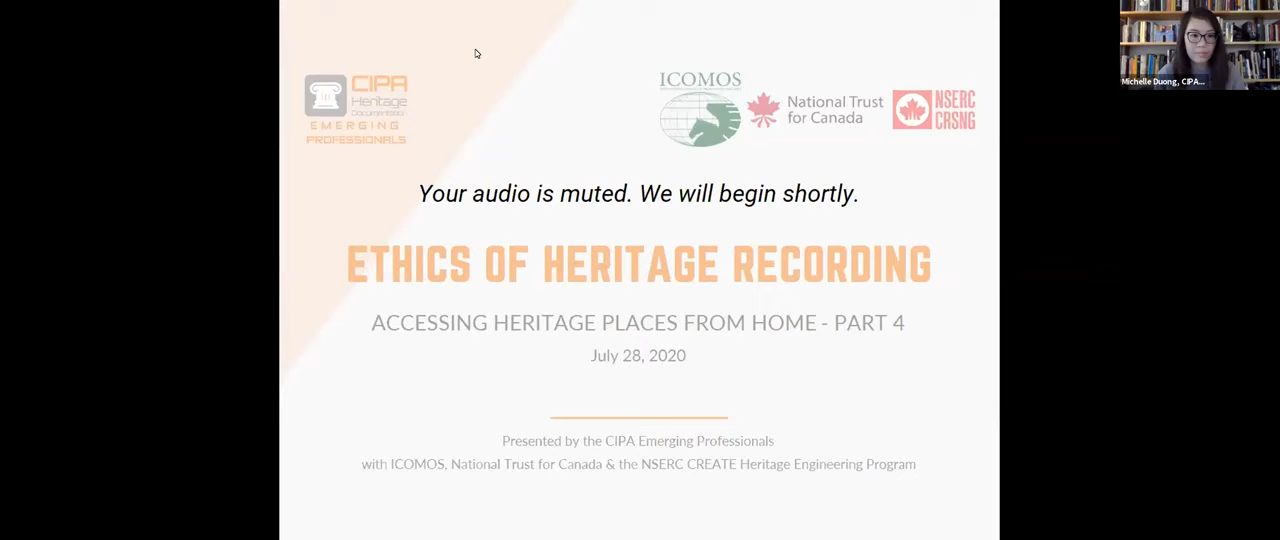 CIPA
Heritage
Documentation
EMERGING
PROFESSIONALS
ICOMOS
National Trust
for Canada
NSERC
CRSNG
Michelle Duong, CIPA...
Your audio is muted. We will begin shortly.
ETHICS OF HERITAGE RECORDING
ACCESSING HERITAGE PLACES FROM HOME - PART 4
July 28, 2020
Presented by the CIPA Emerging Professionals
with ICOMOS, National Trust for Canada & the NSERC CREATE Heritage Engineering Program